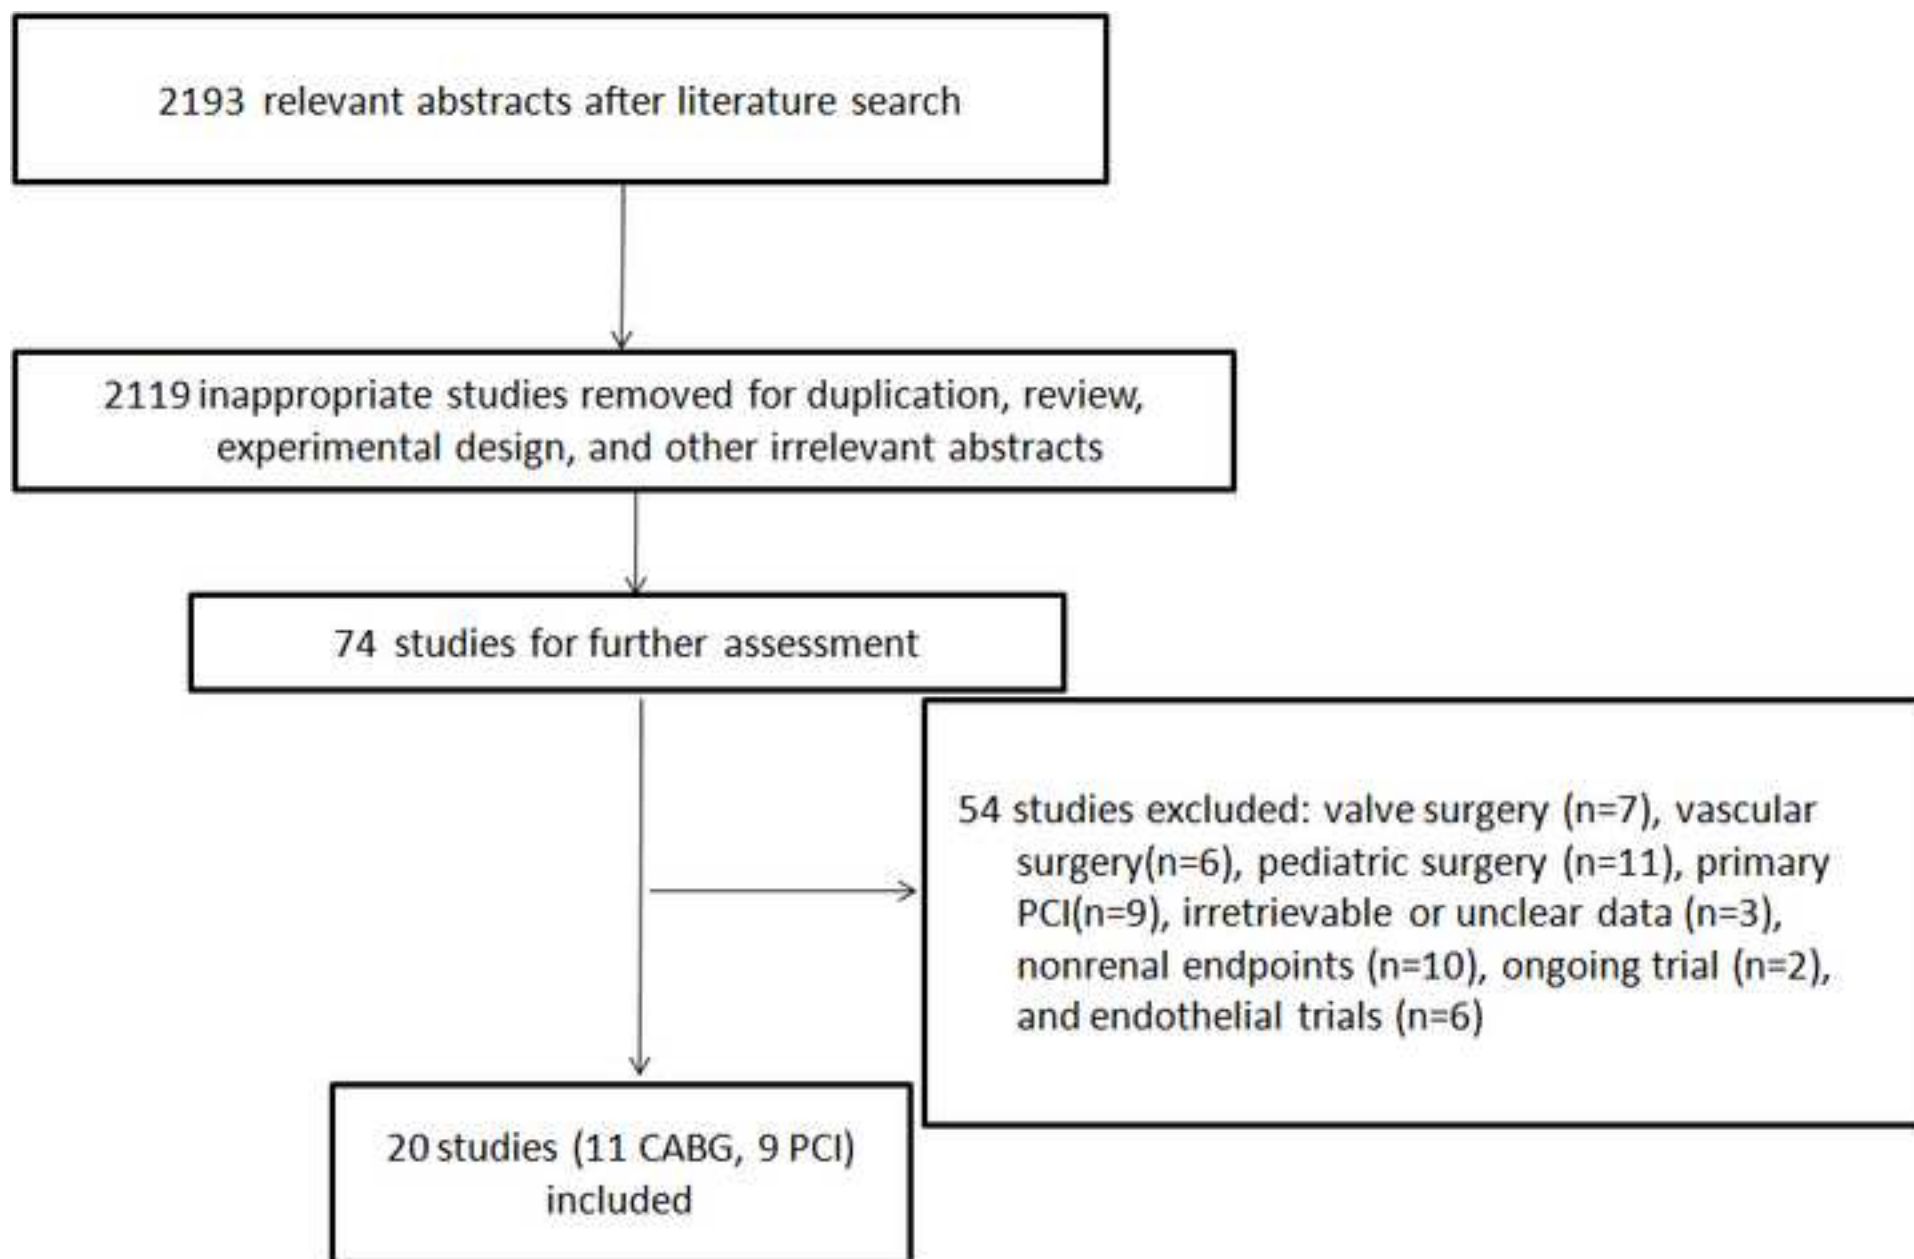 2193 relevant abstracts after literature search
2119 inappropriate studies removed for duplication, review,
experimental design, and other irrelevant abstracts
74 studies for further assessment
54 studies excluded: valve surgery (n=7), vascular
surgery(n=6), pediatric surgery (n=11), primary
PCI(n=9), irretrievable or unclear data (n=3),
nonrenal endpoints (n=10), ongoing trial (n=2),
and endothelial trials (n=6)
20 studies (11 CABG, 9 PCI)
included